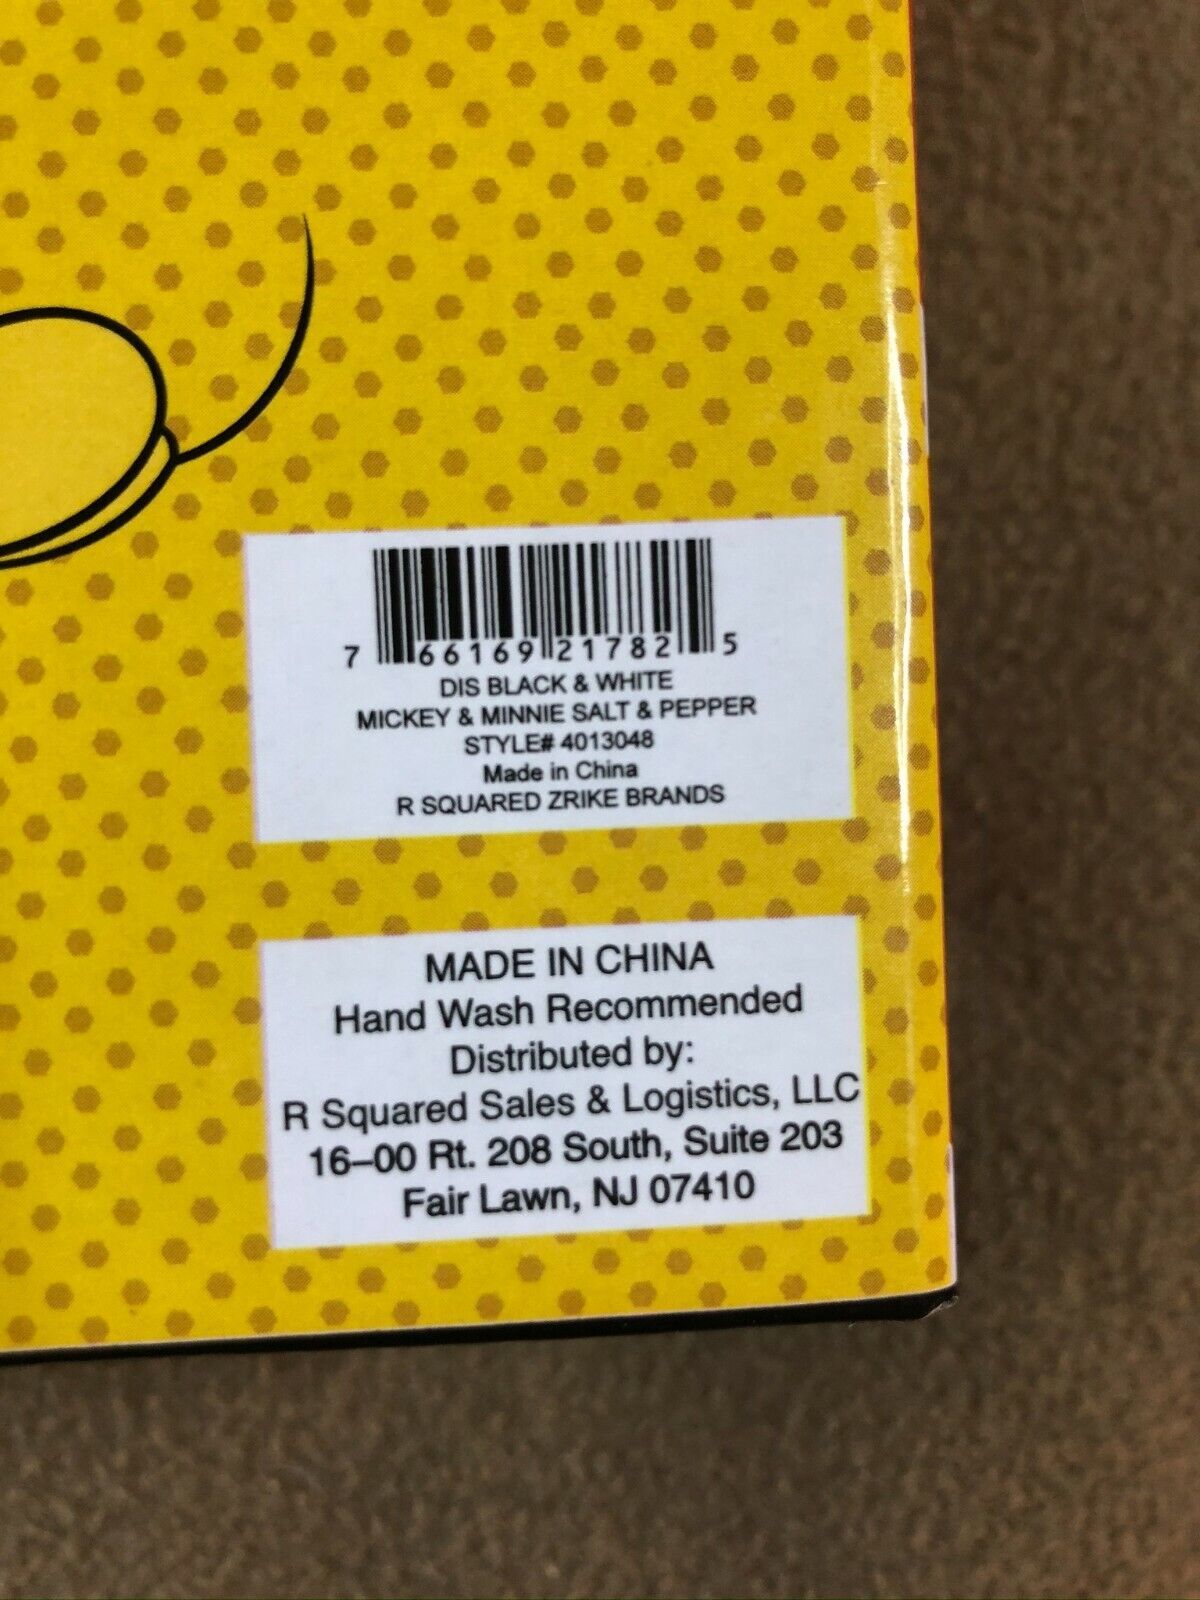 7 66169 21782 5
DIS BLACK & WHITE
MICKEY & MINNIE SALT & PEPPER
STYLE# 4013048
Made in China
R SQUARED ZRIKE BRANDS
MADE IN CHINA
Hand Wash Recommended
Distributed by:
R Squared Sales & Logistics, LLC
16–00 Rt. 208 South, Suite 203
Fair Lawn, NJ 07410